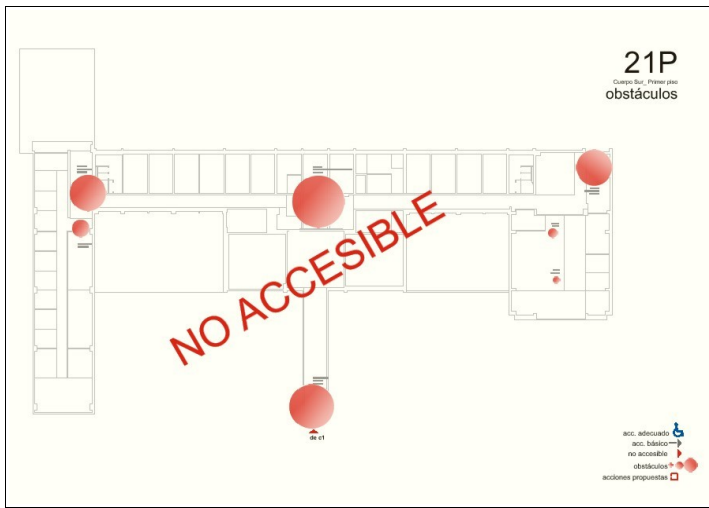 21P
Cuerpo Sur_ Primer piso
obstáculos
NO ACCESIBLE
de c1
acc. adecuado
acc. básico
no accesible
obstáculos
acciones propuestas